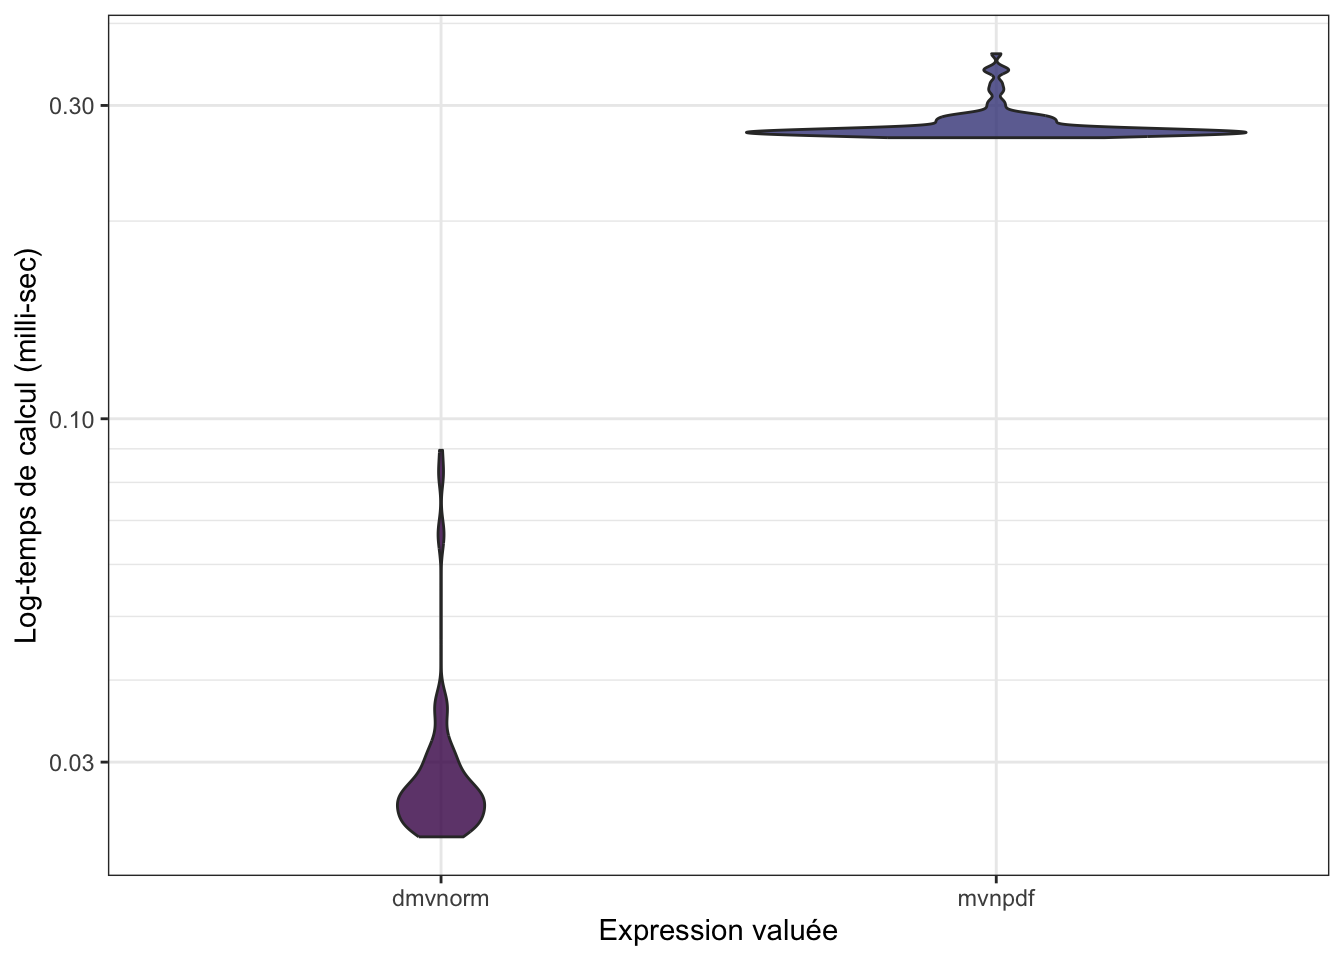 Log-temps de calcul (milli-sec)
0.30
0.10
0.03
dmvnorm
mvnpdf
Expression valuée